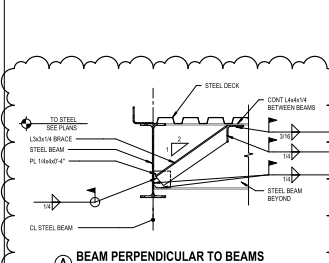 STEEL DECK
CONT L4x4x1/4
BETWEEN BEAMS
TO STEEL
SEE PLANS
L3x3x1/4 BRACE
STEEL BEAM
PL 1/4x4x0'-4"
2
1
3/16
1/4
1/4
1/4
STEEL BEAM
BEYOND
CL STEEL BEAM
A BEAM PERPENDICULAR TO BEAMS